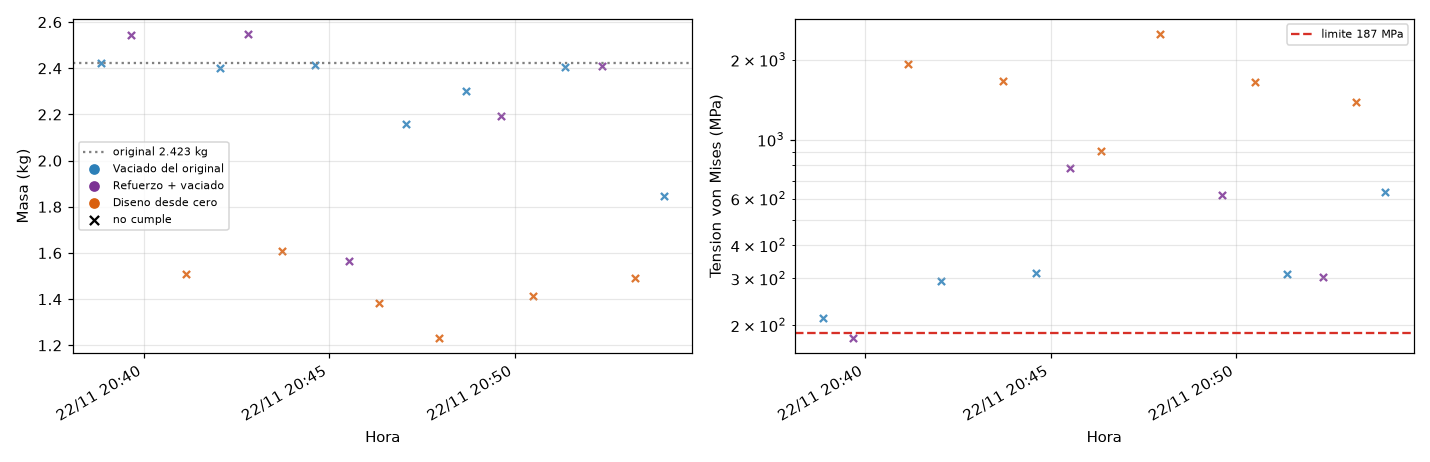 2.6
2.4
2.2
2.0
1.8
1.6
1.4
1.2
Masa (kg)
original 2.423 kg
Vaciado del original
Refuerzo + vaciado
Diseno desde cero
no cumple
22/11 20:40
22/11 20:45
22/11 20:50
Hora
limite 187 MPa
2 × 10³
10³
6 × 10²
4 × 10²
3 × 10²
2 × 10²
Tension von Mises (MPa)
22/11 20:40
22/11 20:45
22/11 20:50
Hora